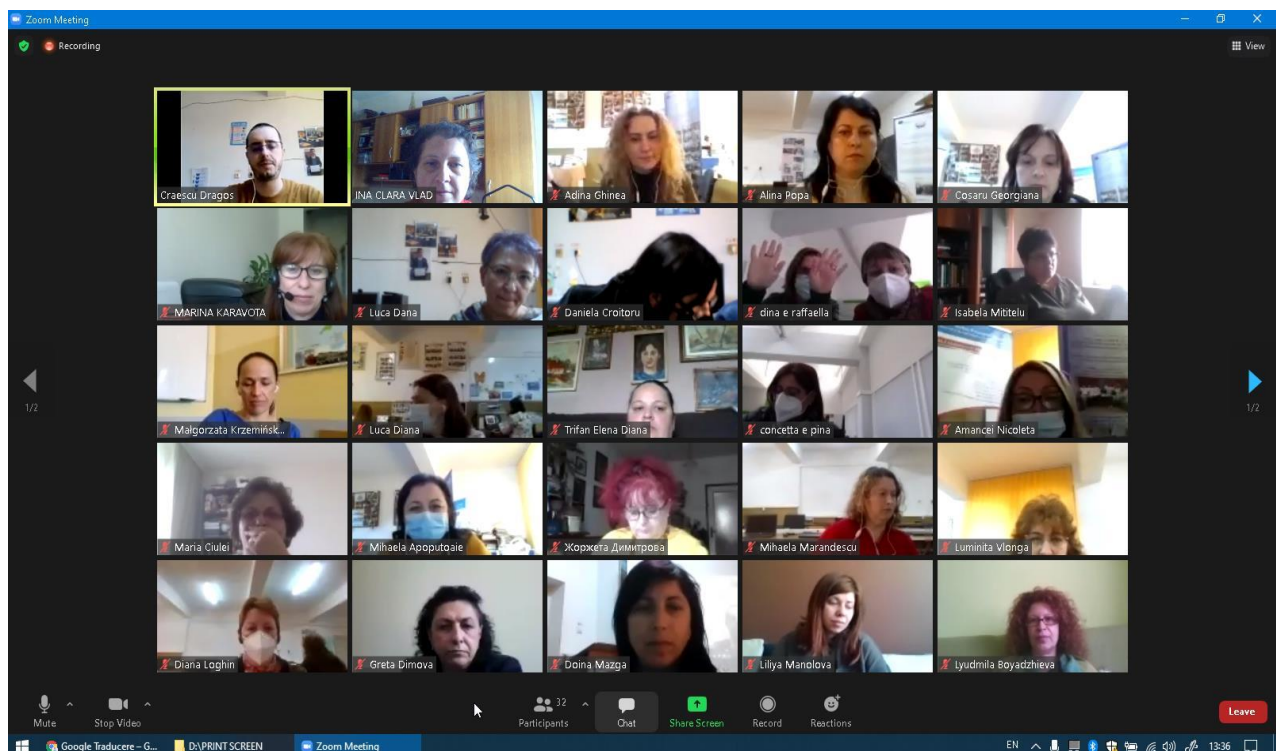 Zoom Meeting
Recording
View
Craescu Dragos
INA CLARA VLAD
Adina Ghinea
Alina Popa
Cosaru Georgiana
MARINA KARAVOTA
Luca Dana
Daniela Croitoru
dina e raffaella
Isabela Mititelu
Małgorzata Krzemińsk...
Luca Diana
Trifan Elena Diana
concetta e pina
Amancei Nicoleta
1/2
1/2
Maria Ciulei
Mihaela Apoputoaie
Жоржета Димитрова
Mihaela Marandescu
Luminita Vlonga
Diana Loghin
Greta Dimova
Doina Mazga
Liliya Manolova
Lyudmila Boyadzhieva
Mute
Stop Video
32
Participants
Chat
Share Screen
Record
Reactions
Leave
Google Traducere – G...
D:\PRINT SCREEN
Zoom Meeting
EN
13:36